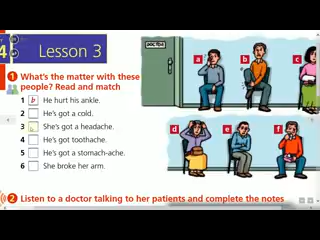 4
Lesson 3
1 What's the matter with these
people? Read and match
DOCTOR
a
b
c
1 b He hurt his ankle.
2 He's got a cold.
3 She's got a headache.
4 He's got toothache.
5 He's got a stomach-ache.
6 She broke her arm.
d
e
f
2 Listen to a doctor talking to her patients and complete the notes